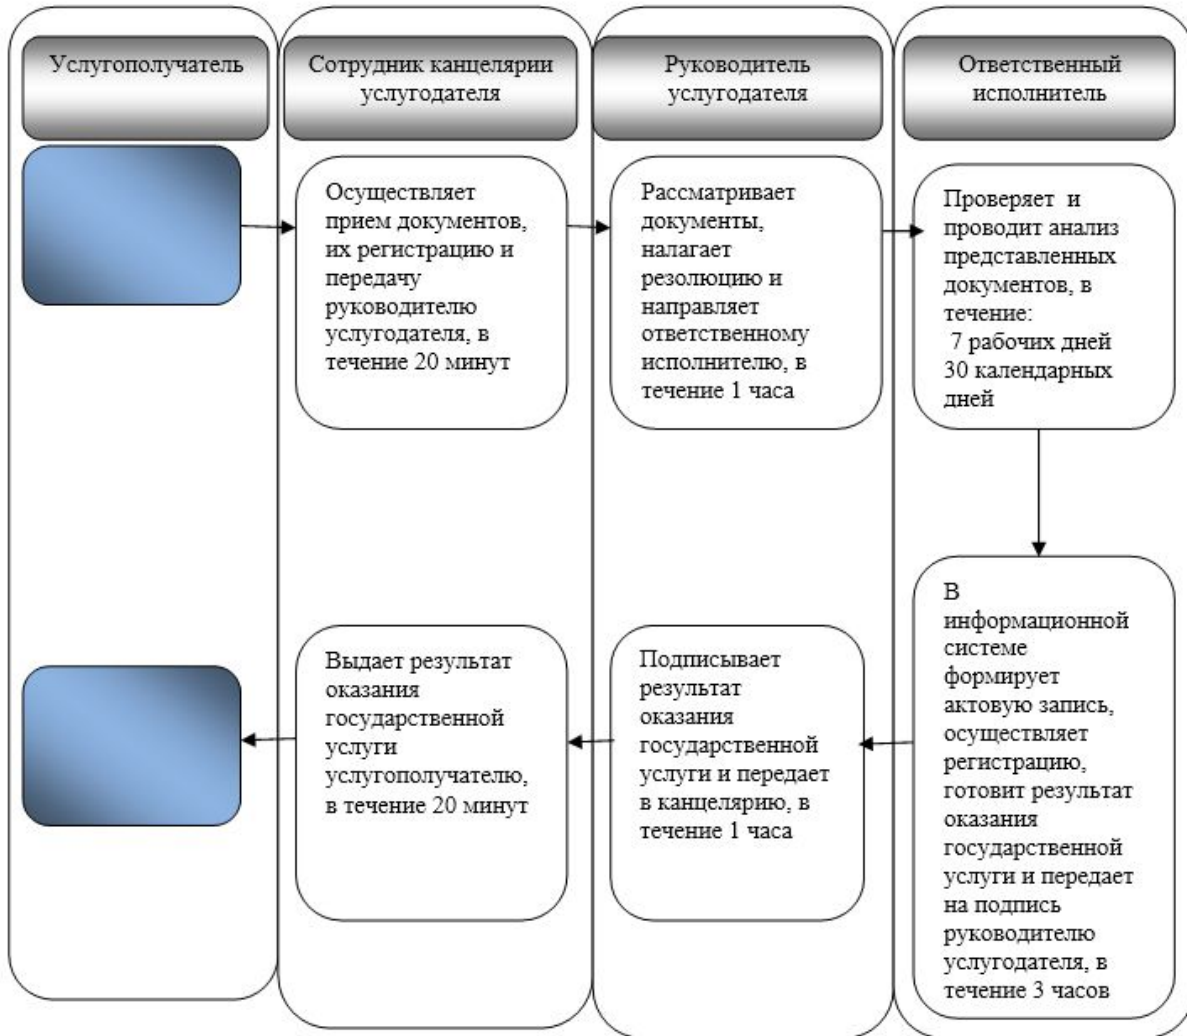 Услугополучатель
Сотрудник канцелярии
услугодателя
Руководитель
услугодателя
Ответственный
исполнитель
Осуществляет
прием документов,
их регистрацию и
передачу
руководителю
услугодателя, в
течение 20 минут
Рассматривает
документы,
налагает
резолюцию и
направляет
ответственному
исполнителю, в
течение 1 часа
Проверяет и
проводит анализ
представленных
документов, в
течение:
7 рабочих дней
30 календарных
дней
В
информационной
системе
формирует
актовую запись,
осуществляет
регистрацию,
готовит результат
оказания
государственной
услуги и передает
на подпись
руководителю
услугодателя, в
течение 3 часов
Подписывает
результат
оказания
государственной
услуги и передает
в канцелярию, в
течение 1 часа
Выдает результат
оказания
государственной
услуги
услугополучателю,
в течение 20 минут